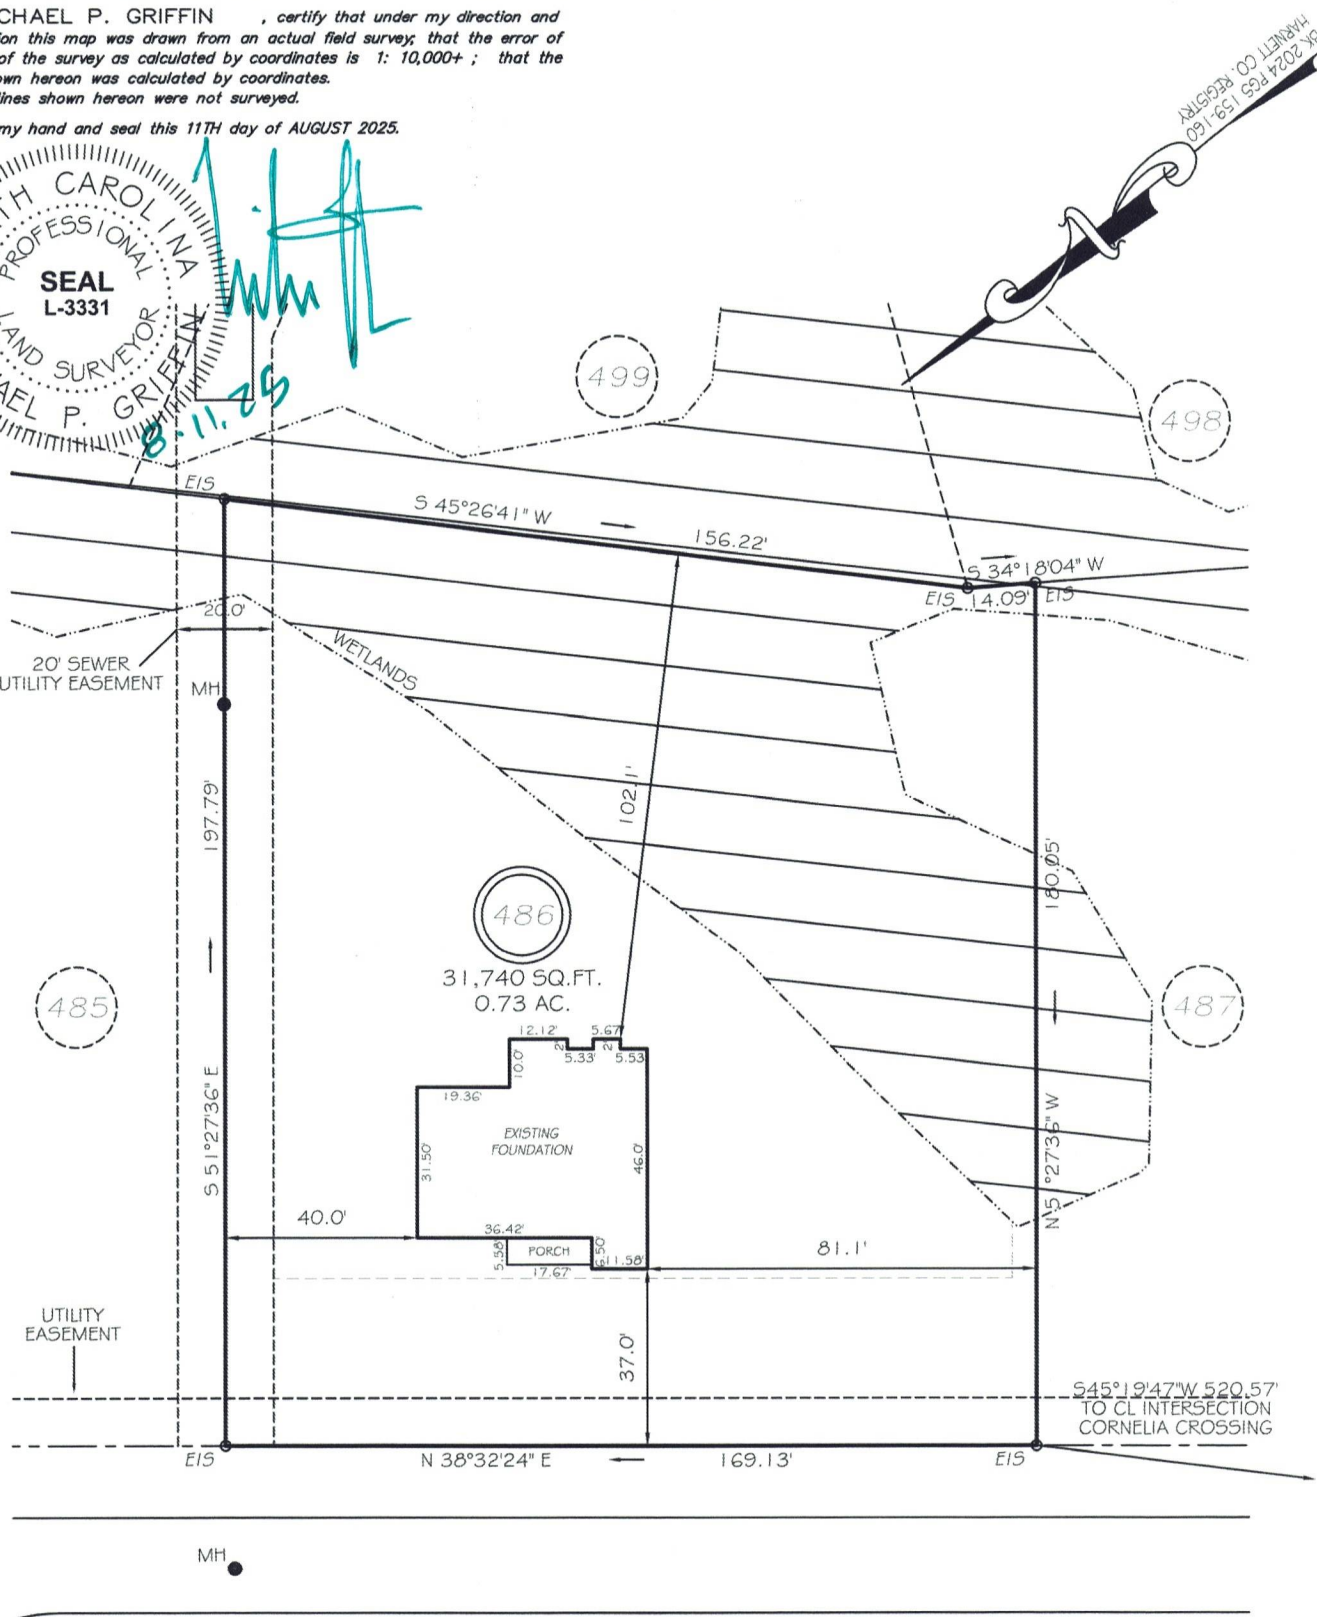 CHAEL P. GRIFFIN , certify that under my direction and
ion this map was drawn from an actual field survey; that the error of
of the survey as calculated by coordinates is 1: 10,000+ ; that the
own hereon was calculated by coordinates.
lines shown hereon were not surveyed.
my hand and seal this 11TH day of AUGUST 2025.
TH CAROLINA
PROFESSIONAL
SEAL
L-3331
LAND SURVEYOR
AEL P. GRIFFIN
8-11.25
BK 2024 PGS 159-160
HARNETT CO. REGISTRY
499
498
EIS
S 45°26'41" W
156.22'
S 34°18'04" W
EIS
14.09'
EIS
20.0'
20' SEWER
UTILITY EASEMENT
MH
WETLANDS
197.79'
102.1'
180.05'
486
31,740 SQ.FT.
0.73 AC.
485
487
12.12'
5.67'
2'
2'
5.33'
5.53'
10.0'
19.36'
S 51°27'36" E
EXISTING
FOUNDATION
31.50'
46.0'
N 51°27'36" W
40.0'
36.42'
5.58'
PORCH
6.50'
11.58'
17.67'
81.1'
UTILITY
EASEMENT
37.0'
S45°19'47"W 520.57'
TO CL INTERSECTION
CORNELIA CROSSING
EIS
N 38°32'24" E
169.13'
EIS
MH